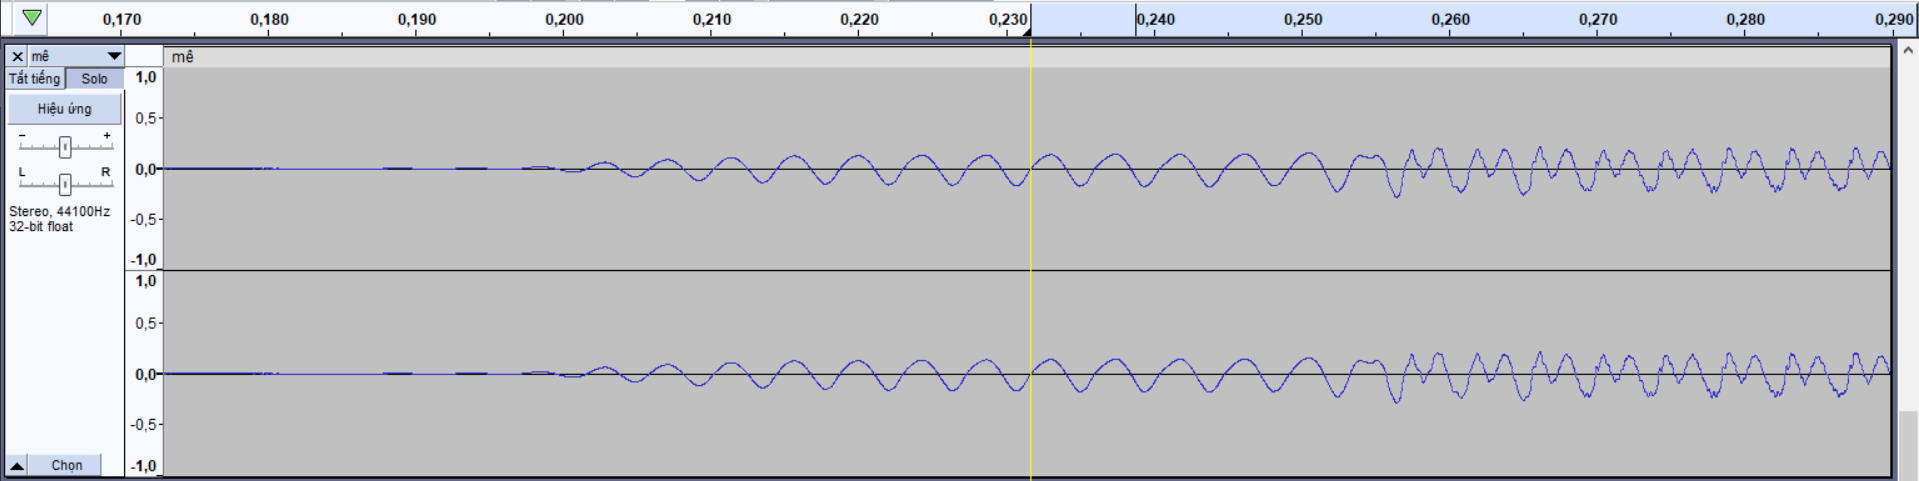 0,170 0,180 0,190 0,200 0,210 0,220 0,230 0,240 0,250 0,260 0,270 0,280 0,290
mê mê
Tắt tiếng Solo
Hiệu ứng
- +
L R
Stereo, 44100Hz
32-bit float
Chọn
1,0
0,5
0,0
-0,5
-1,0
1,0
0,5
0,0
-0,5
-1,0